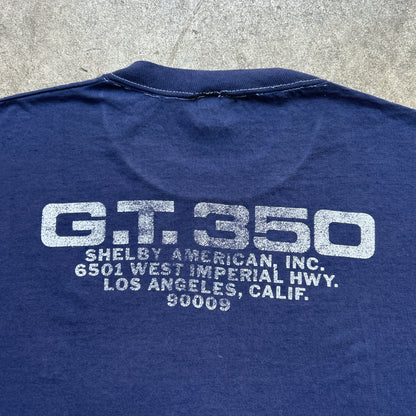 G.T. 350
SHELBY AMERICAN, INC.
6501 WEST IMPERIAL HWY.
LOS ANGELES, CALIF.
90009